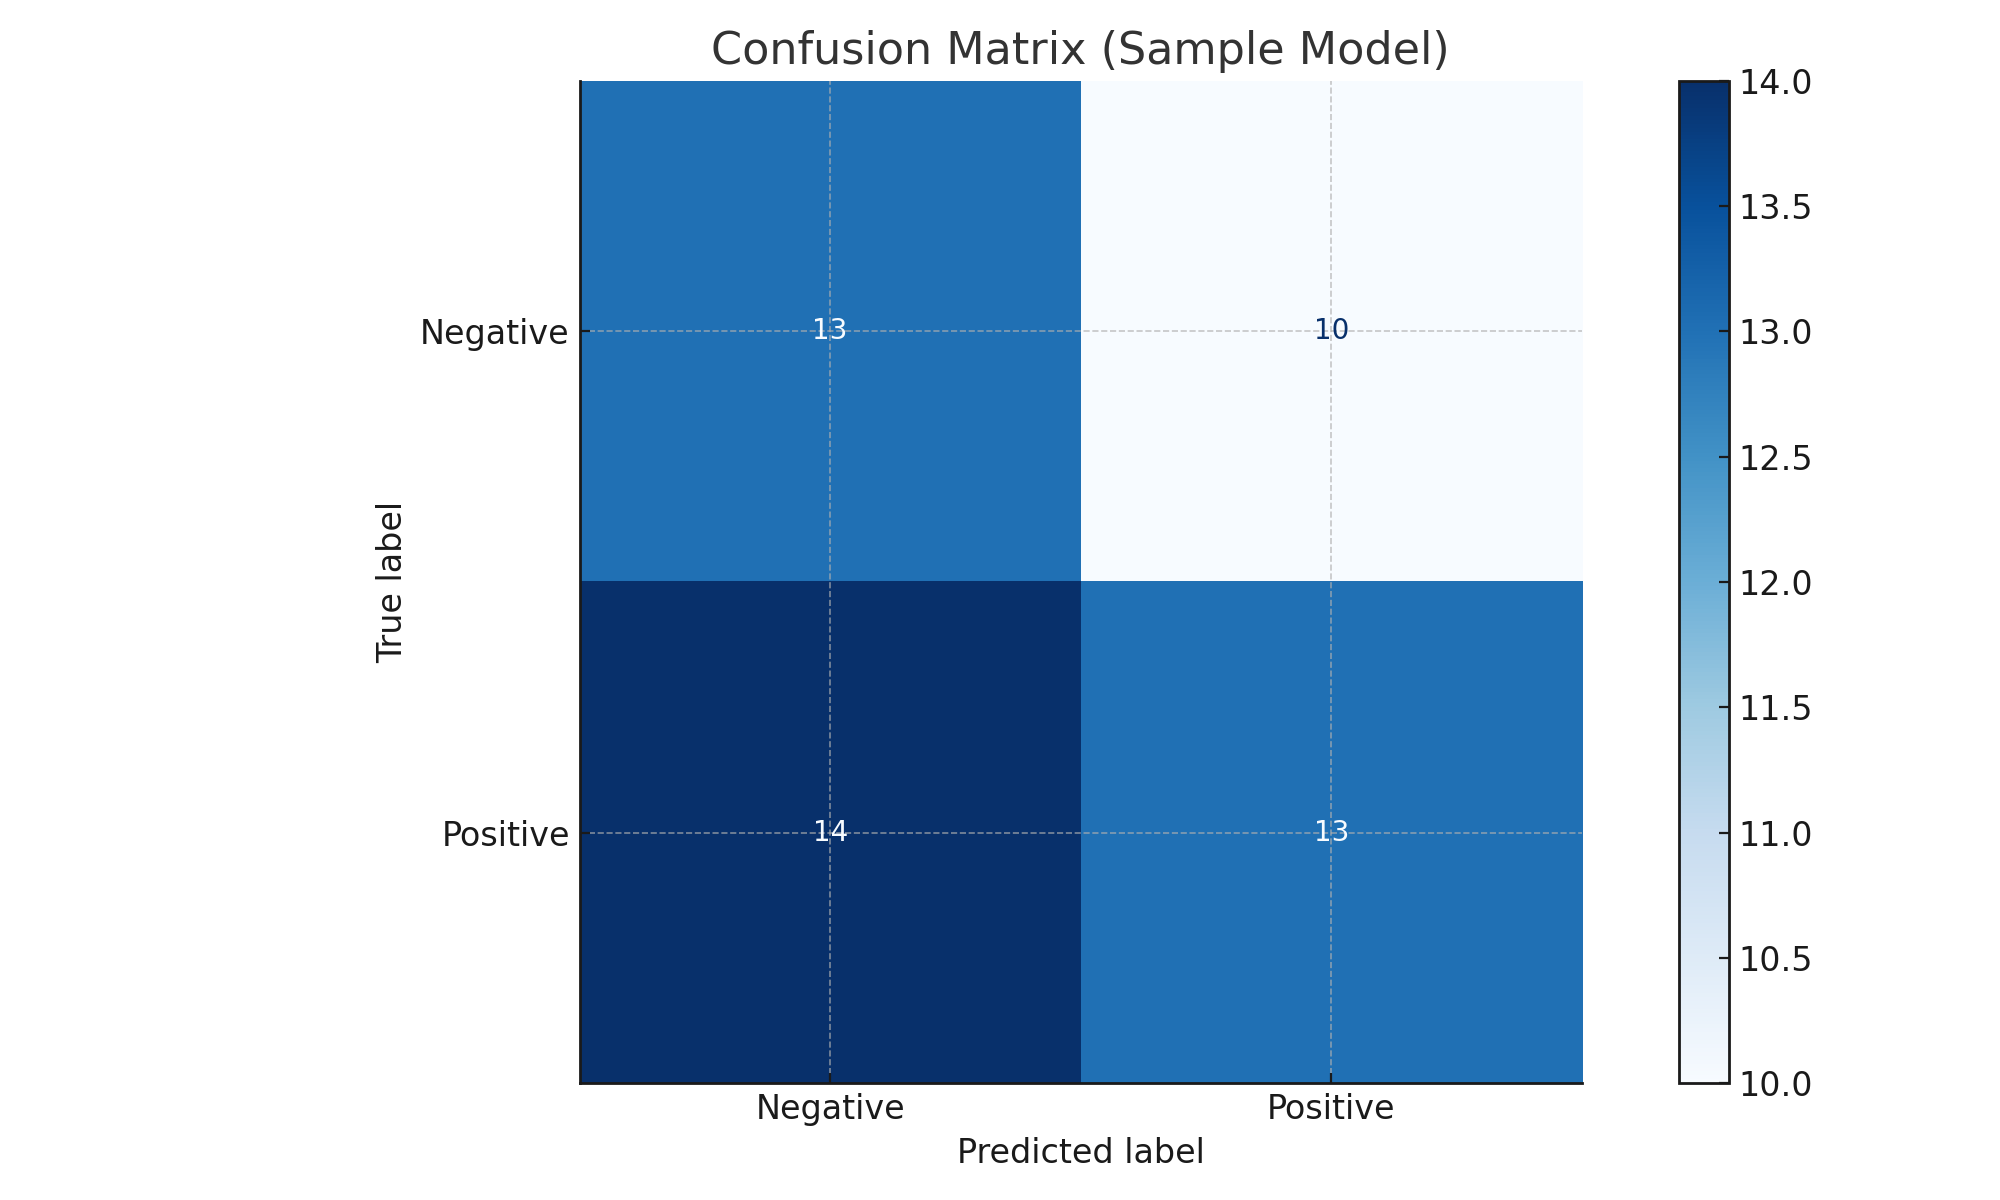 Confusion Matrix (Sample Model)
Negative
Positive
True label
13
10
14
13
Negative
Positive
Predicted label
14.0
13.5
13.0
12.5
12.0
11.5
11.0
10.5
10.0